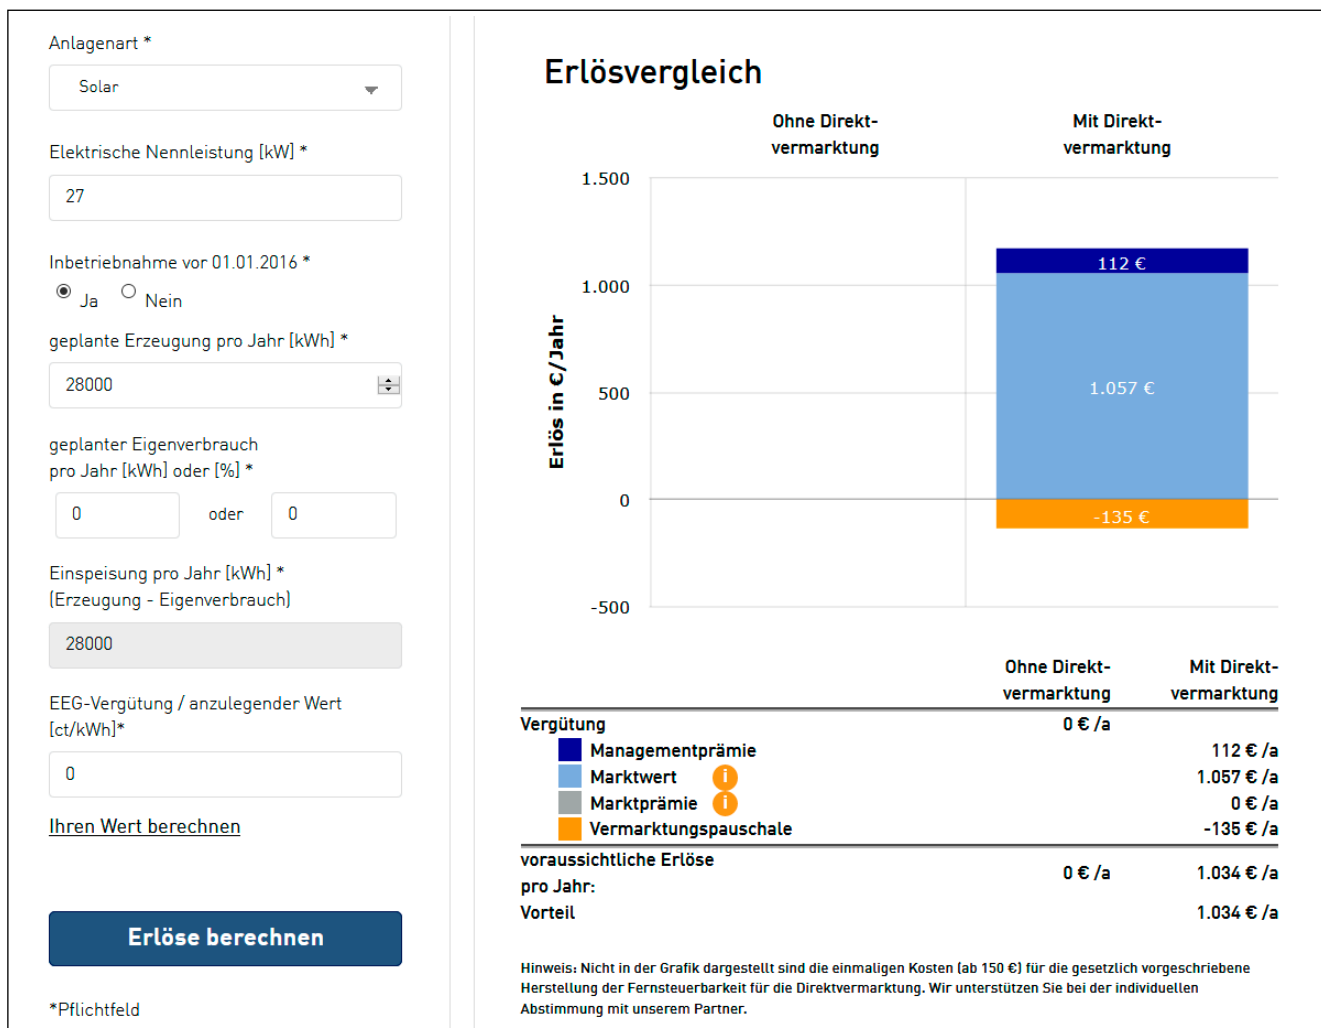 Anlagenart *
Solar
Elektrische Nennleistung [kW] *
27
Inbetriebnahme vor 01.01.2016 *
Ja Nein
geplante Erzeugung pro Jahr [kWh] *
28000
geplanter Eigenverbrauch
pro Jahr [kWh] oder [%] *
0 oder 0
Einspeisung pro Jahr [kWh] *
(Erzeugung - Eigenverbrauch)
28000
EEG-Vergütung / anzulegender Wert
[ct/kWh]*
0
Ihren Wert berechnen
Erlöse berechnen
*Pflichtfeld
Erlösvergleich
Ohne Direkt-
vermarktung
Mit Direkt-
vermarktung
Erlös in €/Jahr
1.500
1.000
500
0
-500
112 €
1.057 €
-135 €
Ohne Direkt- Mit Direkt-
vermarktung vermarktung
Vergütung 0 € /a
Managementprämie 112 € /a
Marktwert i 1.057 € /a
Marktprämie i 0 € /a
Vermarktungspauschale -135 € /a
voraussichtliche Erlöse
pro Jahr: 0 € /a 1.034 € /a
Vorteil 1.034 € /a
Hinweis: Nicht in der Grafik dargestellt sind die einmaligen Kosten (ab 150 €) für die gesetzlich vorgeschriebene
Herstellung der Fernsteuerbarkeit für die Direktvermarktung. Wir unterstützen Sie bei der individuellen
Abstimmung mit unserem Partner.